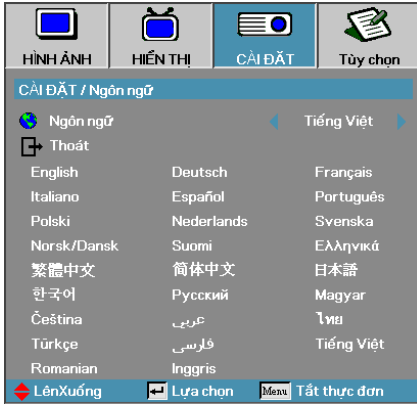 HÌNH ẢNH HIỂN THỊ CÀI ĐẶT Tùy chọn
CÀI ĐẶT / Ngôn ngữ
Ngôn ngữ Tiếng Việt
Thoát
English Deutsch Français
Italiano Español Português
Polski Nederlands Svenska
Norsk/Dansk Suomi Ελληνικά
繁體中文 简体中文 日本語
한국어 Русский Magyar
Čeština عربي ไทย
Türkçe فارسی Tiếng Việt
Romanian Inggris
LênXuống Lựa chọn Menu Tắt thực đơn